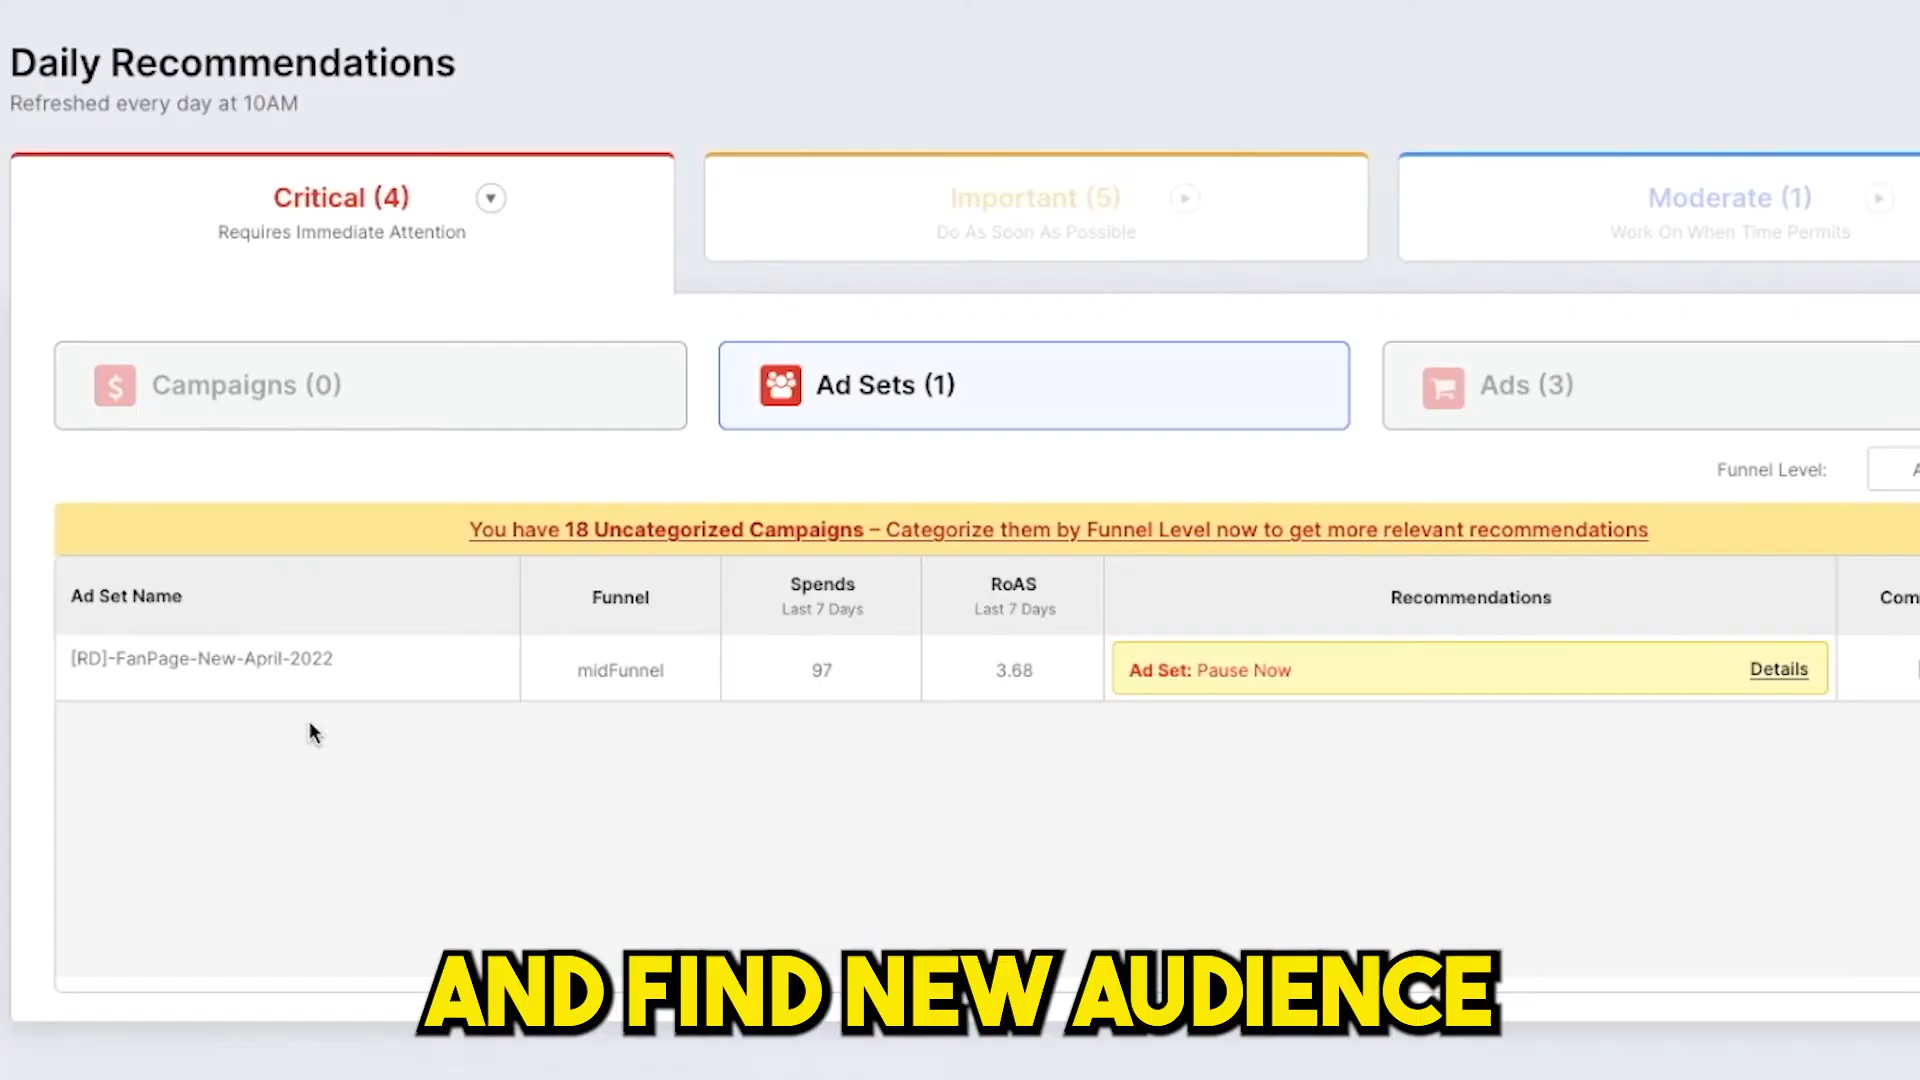 Daily Recommendations
Refreshed every day at 10AM
Critical (4)
Requires Immediate Attention
Important (5)
Do As Soon As Possible
Moderate (1)
Work On When Time Permits
Campaigns (0)
Ad Sets (1)
Ads (3)
Funnel Level:
You have 18 Uncategorized Campaigns – Categorize them by Funnel Level now to get more relevant recommendations
Ad Set Name
Funnel
Spends
Last 7 Days
RoAS
Last 7 Days
Recommendations
Com
[RD]-FanPage-New-April-2022
midFunnel
97
3.68
Ad Set: Pause Now
Details
AND FIND NEW AUDIENCE